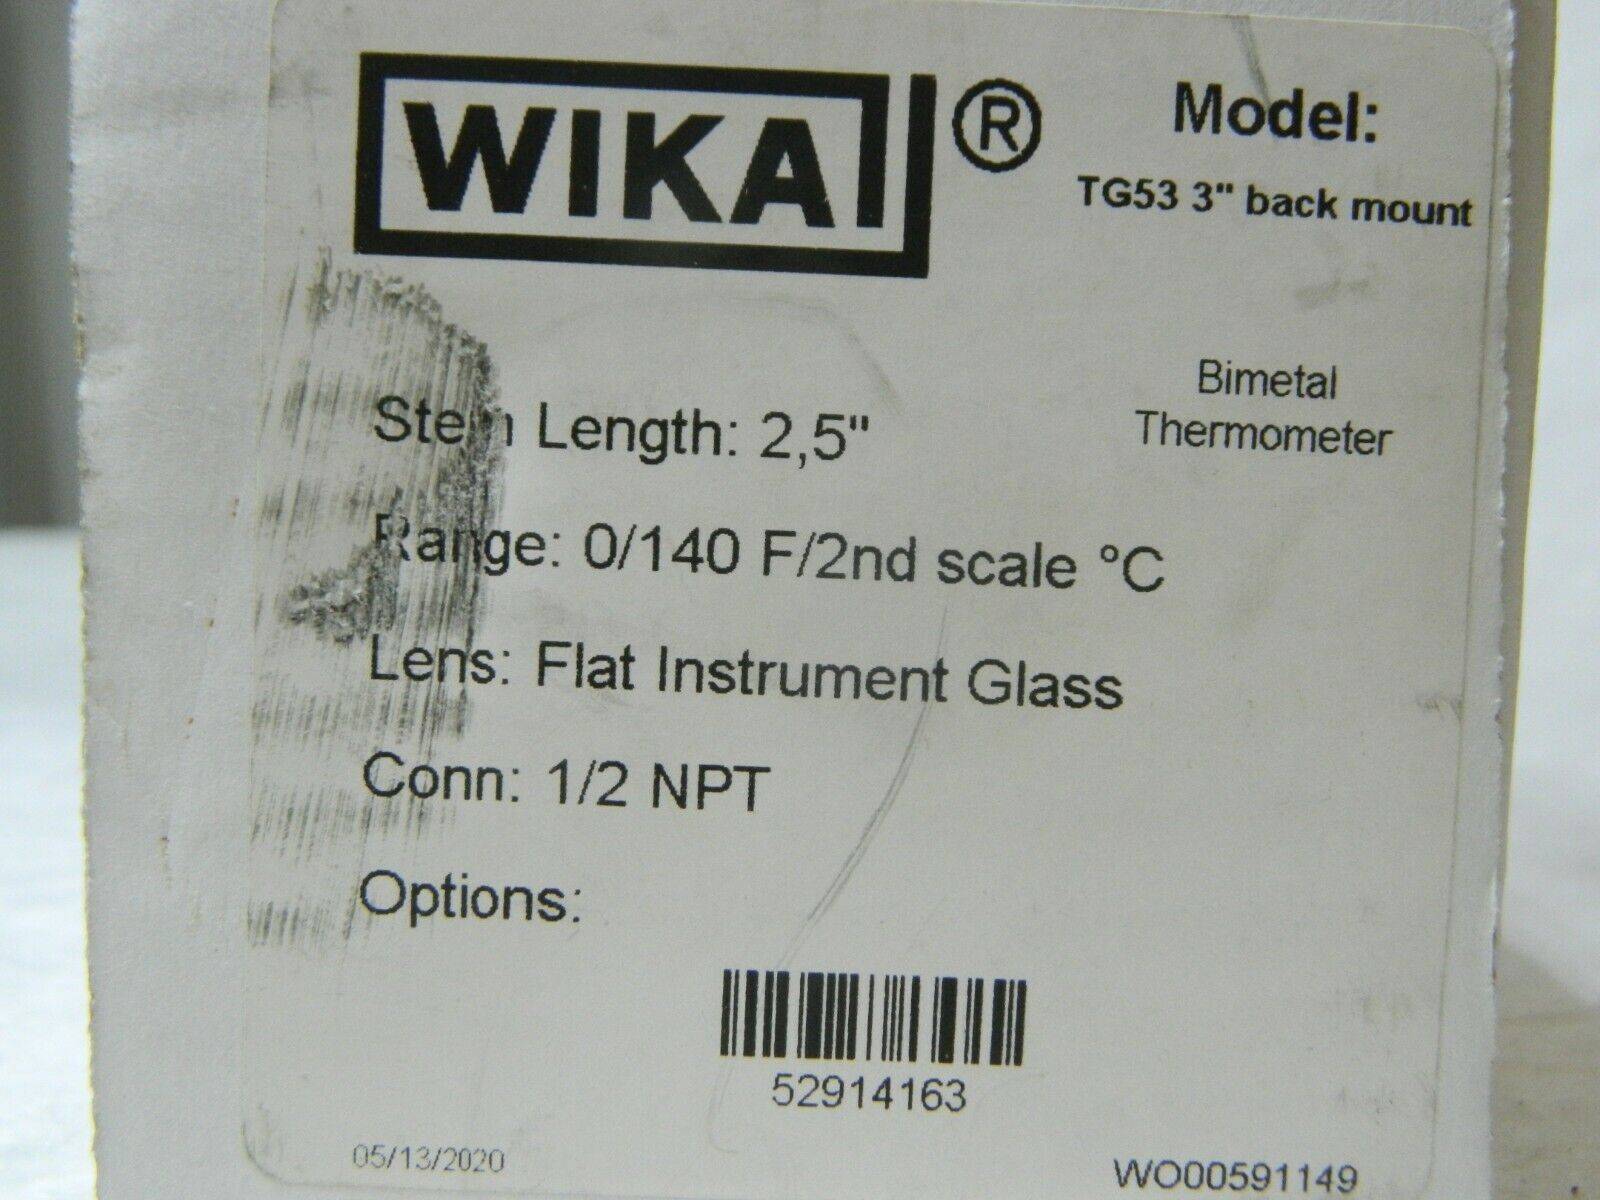 WIKA ®
Model:
TG53 3" back mount
Bimetal
Thermometer
Stem Length: 2,5"
Range: 0/140 F/2nd scale °C
Lens: Flat Instrument Glass
Conn: 1/2 NPT
Options:
52914163
05/13/2020
WO00591149